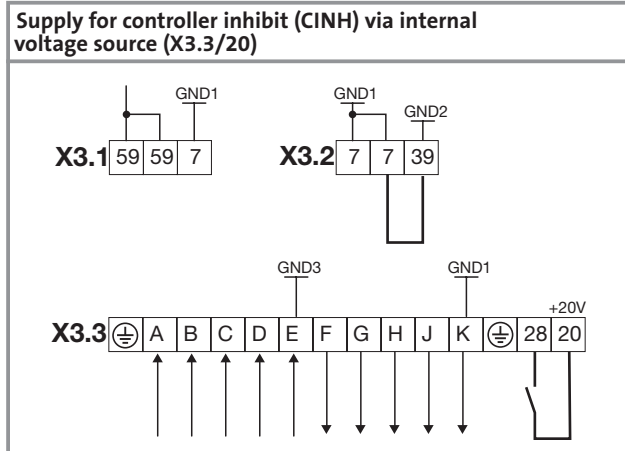 Supply for controller inhibit (CINH) via internal
voltage source (X3.3/20)
GND1
X3.1 59 59 7
GND1
GND2
X3.2 7 7 39
GND3
GND1
+20V
X3.3 A B C D E F G H J K 28 20